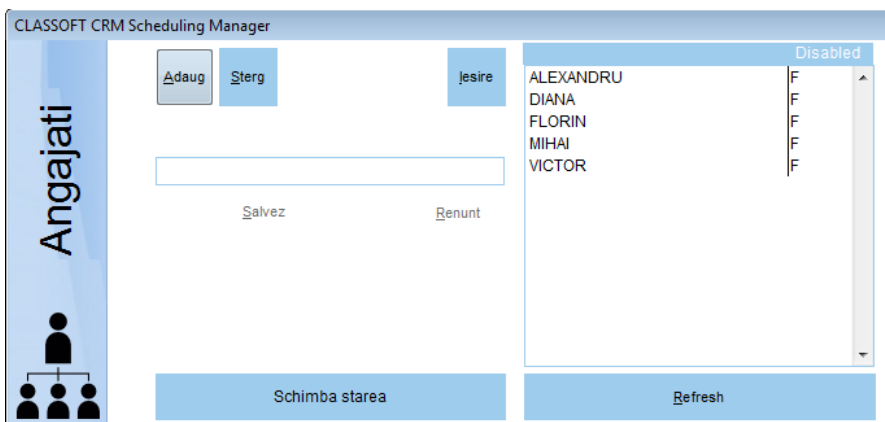 CLASSOFT CRM Scheduling Manager
Angajati
Adaug Sterg Iesire
Salvez Renunt
Schimba starea
Disabled
ALEXANDRU F
DIANA F
FLORIN F
MIHAI F
VICTOR F
Refresh